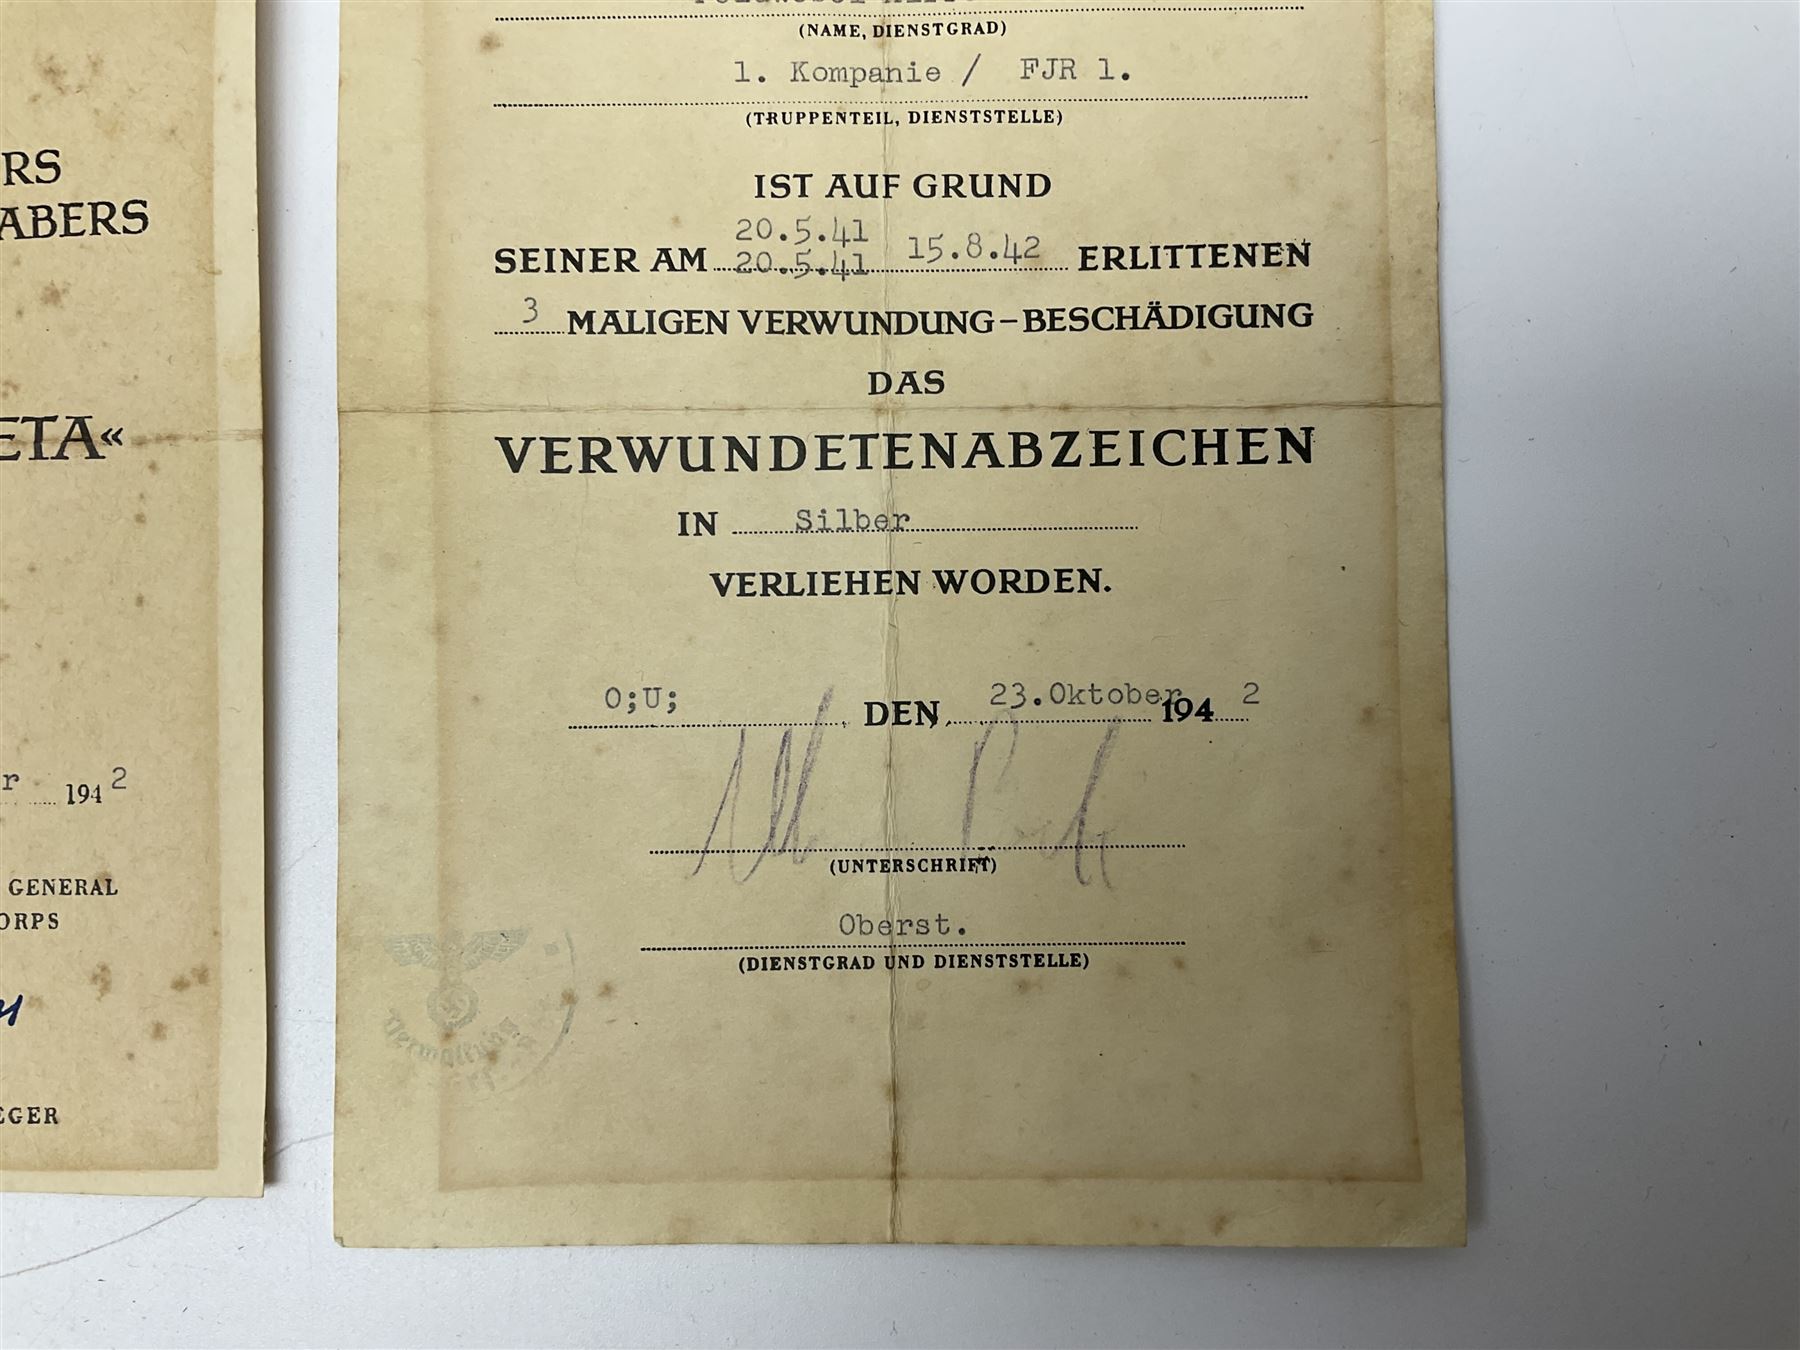 RS
ABERS
ETA«
r 1942
GENERAL
ORPS
EGER
Feldwebel
(NAME, DIENSTGRAD)
1. Kompanie / FJR 1.
(TRUPPENTEIL, DIENSTSTELLE)
IST AUF GRUND
20.5.41
SEINER AM 20.5.41 15.8.42 ERLITTENEN
3 MALIGEN VERWUNDUNG–BESCHÄDIGUNG
DAS
VERWUNDETENABZEICHEN
IN Silber
VERLIEHEN WORDEN.
O;U; DEN, 23.Oktober 1942
(UNTERSCHRIFT)
Oberst.
(DIENSTGRAD UND DIENSTSTELLE)